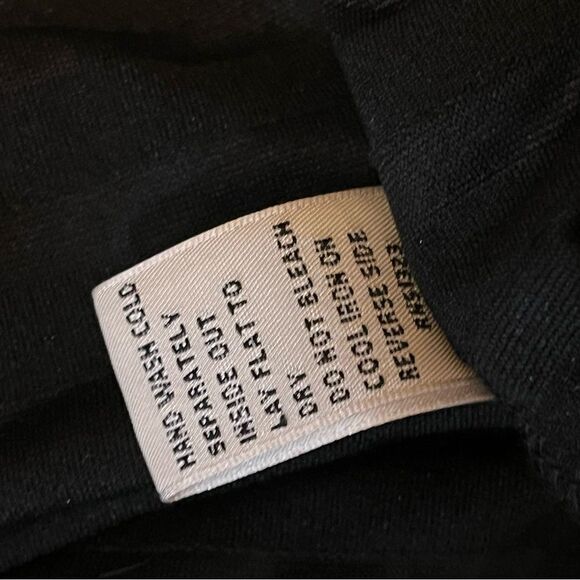 HAND WASH COLD
SEPARATELY
INSIDE OUT
LAY FLAT TO
DRY
DO NOT BLEACH
COOL IRON ON
REVERSE SIDE